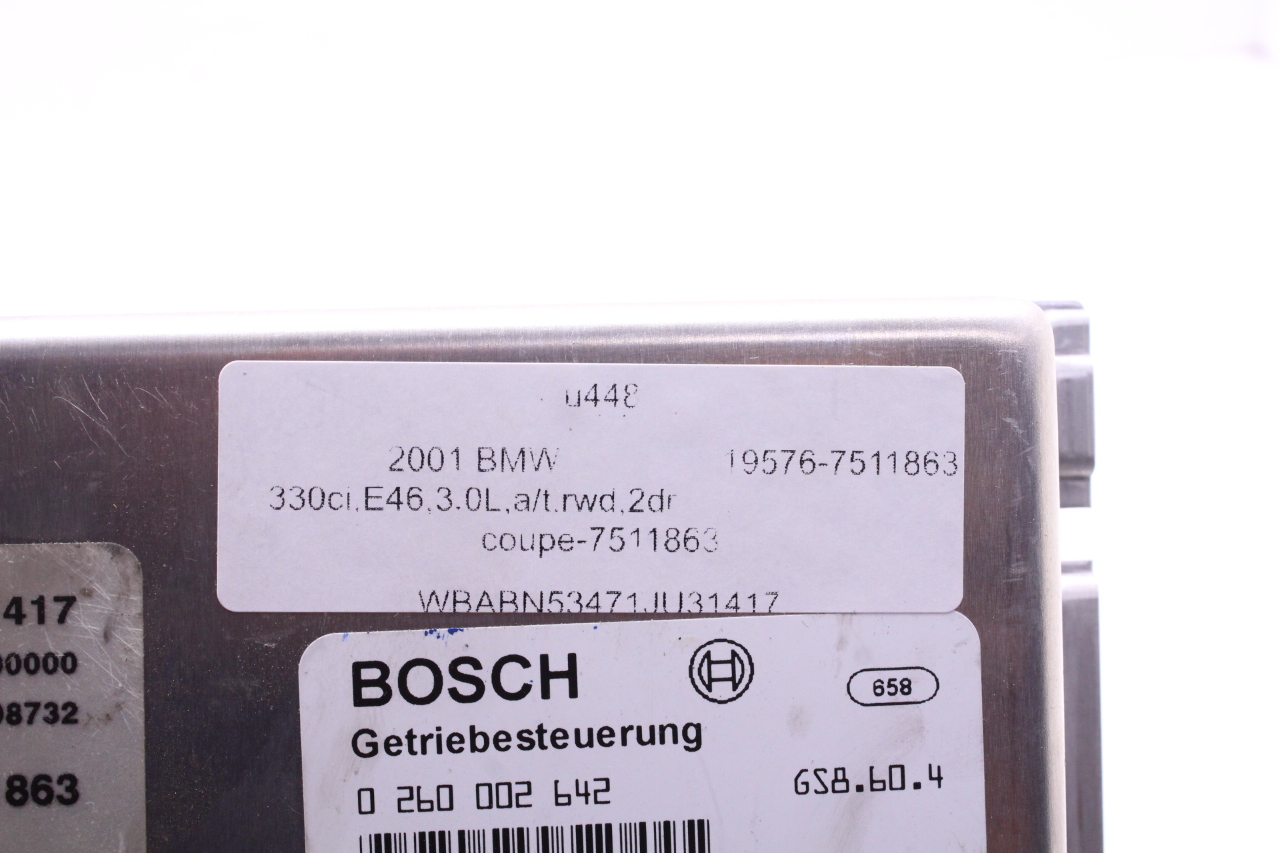 u448
2001 BMW 19576-7511863
330ci,E46,3.0L,a/t,rwd,2dr
coupe-7511863
WBABN53471JU31417
417
00000
98732
863
BOSCH
658
Getriebesteuerung
0 260 002 642 GS8.60.4